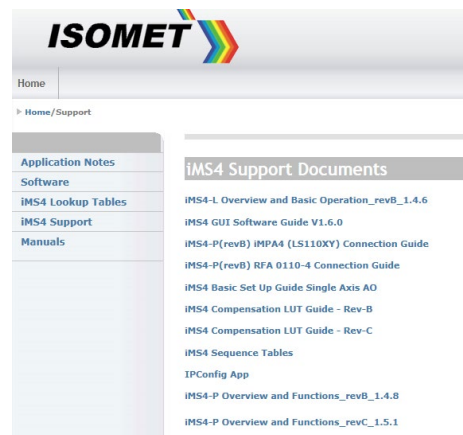 ISOMET
Home
Home/Support
Application Notes
Software
iMS4 Lookup Tables
iMS4 Support
Manuals
iMS4 Support Documents
iMS4-L Overview and Basic Operation_revB_1.4.6
iMS4 GUI Software Guide V1.6.0
iMS4-P(revB) iMPA4 (LS110XY) Connection Guide
iMS4-P(revB) RFA 0110-4 Connection Guide
iMS4 Basic Set Up Guide Single Axis AO
iMS4 Compensation LUT Guide - Rev-B
iMS4 Compensation LUT Guide - Rev-C
iMS4 Sequence Tables
IPConfig App
iMS4-P Overview and Functions_revB_1.4.8
iMS4-P Overview and Functions_revC_1.5.1